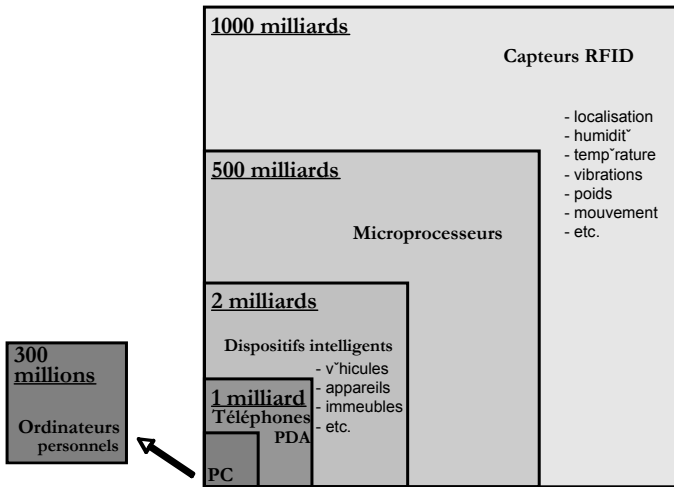 1000 milliards
Capteurs RFID
- localisation
- humiditˇ
- tempˇrature
- vibrations
- poids
- mouvement
- etc.
500 milliards
Microprocesseurs
2 milliards
Dispositifs intelligents
- vˇhicules
- appareils
- immeubles
- etc.
1 milliard
Téléphones
PDA
PC
300
millions
Ordinateurs
personnels